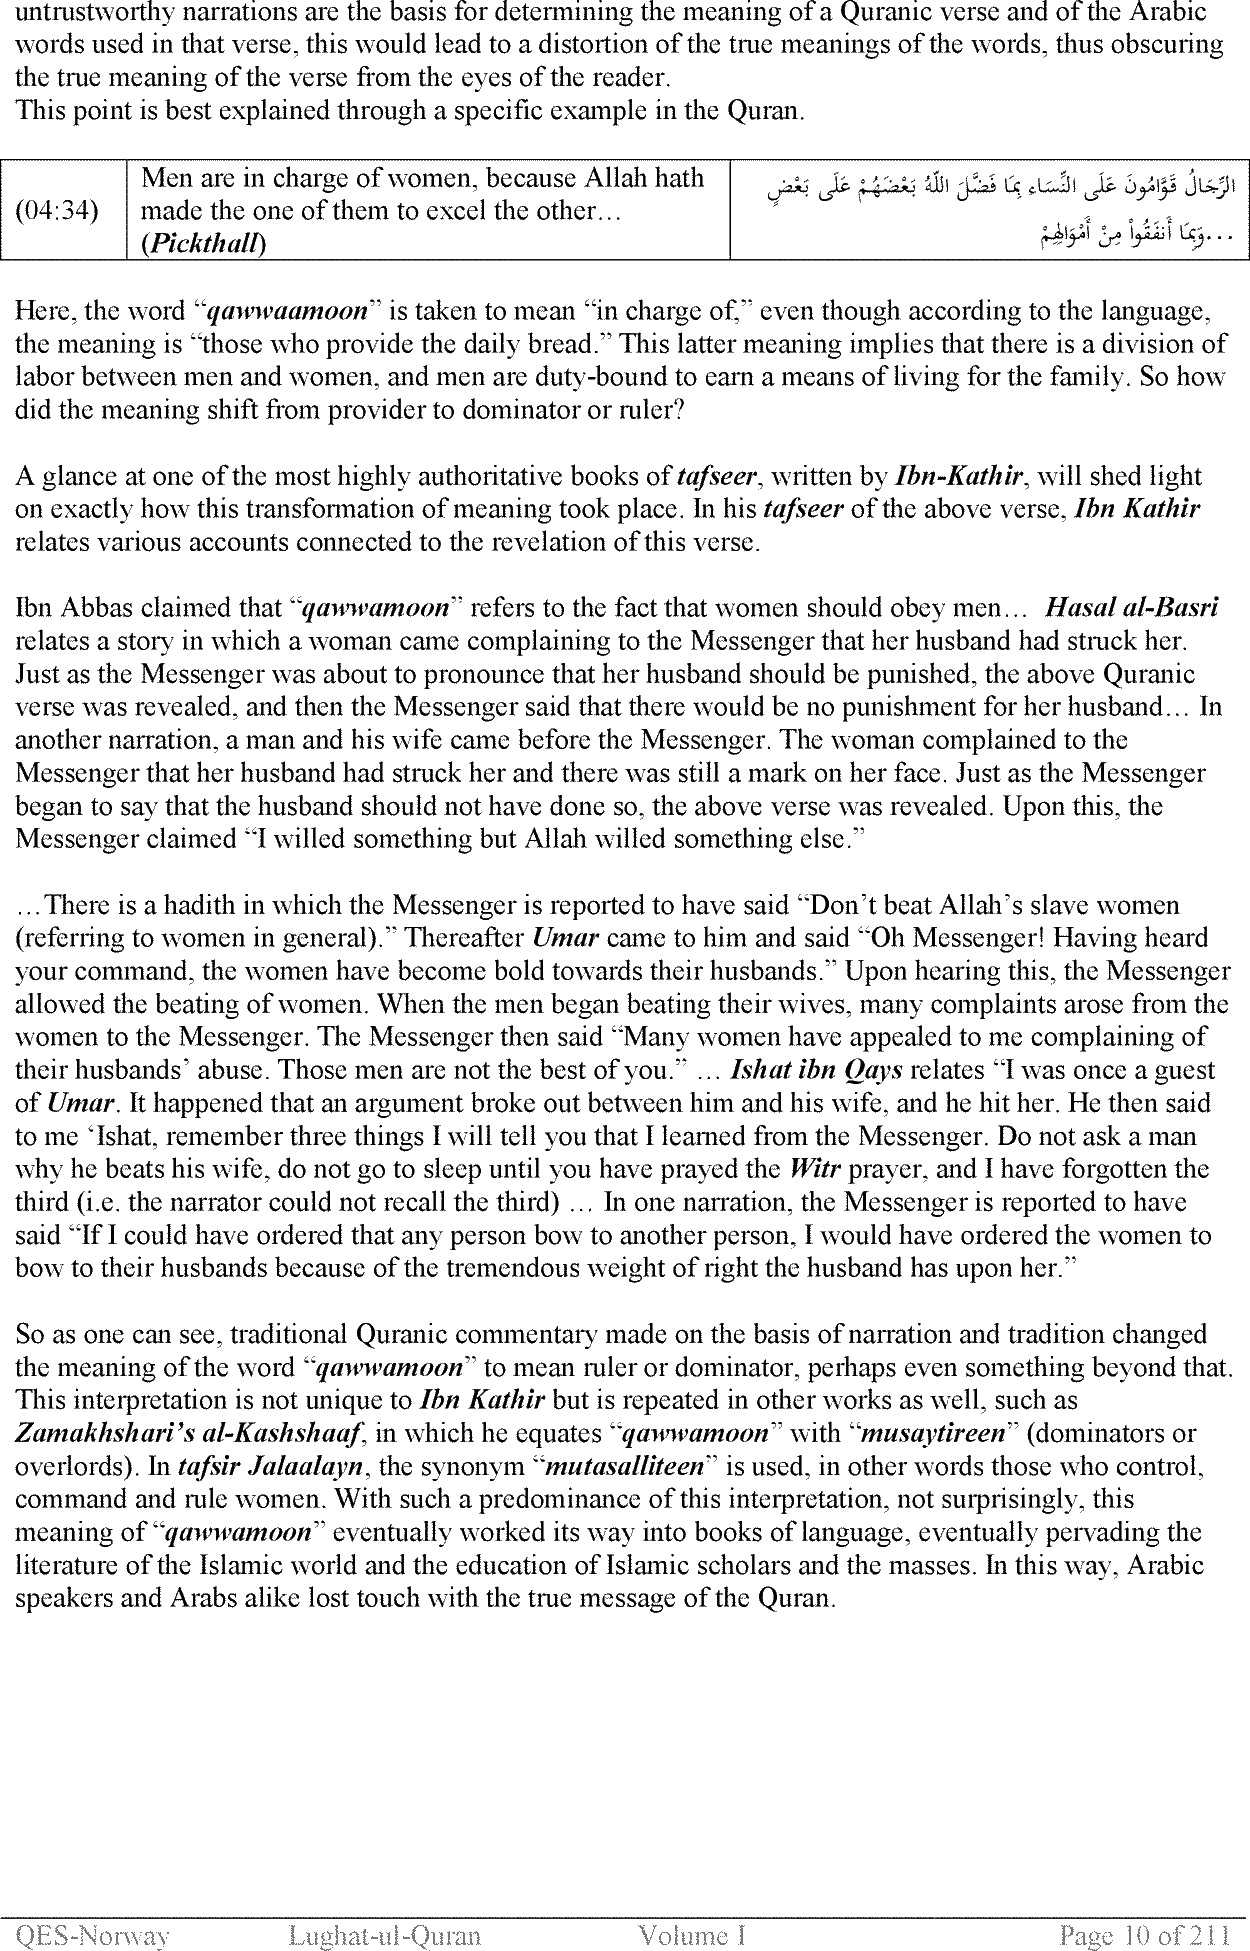 untrustworthy narrations are the basis for determining the meaning of a Quranic verse and of the Arabic
words used in that verse, this would lead to a distortion of the true meanings of the words, thus obscuring
the true meaning of the verse from the eyes of the reader.
This point is best explained through a specific example in the Quran.
(04:34)
Men are in charge of women, because Allah hath
made the one of them to excel the other…
(Pickthall)
الرِّجَالُ قَوَّامُونَ عَلَى النِّسَاء بِمَا فَضَّلَ اللّهُ بَعْضَهُمْ عَلَى بَعْضٍ
…وَبِمَا أَنفَقُواْ مِنْ أَمْوَالِهِمْ
Here, the word “qawwaamoon” is taken to mean “in charge of,” even though according to the language,
the meaning is “those who provide the daily bread.” This latter meaning implies that there is a division of
labor between men and women, and men are duty-bound to earn a means of living for the family. So how
did the meaning shift from provider to dominator or ruler?
A glance at one of the most highly authoritative books of tafseer, written by Ibn-Kathir, will shed light
on exactly how this transformation of meaning took place. In his tafseer of the above verse, Ibn Kathir
relates various accounts connected to the revelation of this verse.
Ibn Abbas claimed that “qawwamoon” refers to the fact that women should obey men… Hasal al-Basri
relates a story in which a woman came complaining to the Messenger that her husband had struck her.
Just as the Messenger was about to pronounce that her husband should be punished, the above Quranic
verse was revealed, and then the Messenger said that there would be no punishment for her husband… In
another narration, a man and his wife came before the Messenger. The woman complained to the
Messenger that her husband had struck her and there was still a mark on her face. Just as the Messenger
began to say that the husband should not have done so, the above verse was revealed. Upon this, the
Messenger claimed “I willed something but Allah willed something else.”
…There is a hadith in which the Messenger is reported to have said “Don’t beat Allah’s slave women
(referring to women in general).” Thereafter Umar came to him and said “Oh Messenger! Having heard
your command, the women have become bold towards their husbands.” Upon hearing this, the Messenger
allowed the beating of women. When the men began beating their wives, many complaints arose from the
women to the Messenger. The Messenger then said “Many women have appealed to me complaining of
their husbands’ abuse. Those men are not the best of you.” … Ishat ibn Qays relates “I was once a guest
of Umar. It happened that an argument broke out between him and his wife, and he hit her. He then said
to me ‘Ishat, remember three things I will tell you that I learned from the Messenger. Do not ask a man
why he beats his wife, do not go to sleep until you have prayed the Witr prayer, and I have forgotten the
third (i.e. the narrator could not recall the third) … In one narration, the Messenger is reported to have
said “If I could have ordered that any person bow to another person, I would have ordered the women to
bow to their husbands because of the tremendous weight of right the husband has upon her.”
So as one can see, traditional Quranic commentary made on the basis of narration and tradition changed
the meaning of the word “qawwamoon” to mean ruler or dominator, perhaps even something beyond that.
This interpretation is not unique to Ibn Kathir but is repeated in other works as well, such as
Zamakhshari’s al-Kashshaaf, in which he equates “qawwamoon” with “musaytireen” (dominators or
overlords). In tafsir Jalaalayn, the synonym “mutasalliteen” is used, in other words those who control,
command and rule women. With such a predominance of this interpretation, not surprisingly, this
meaning of “qawwamoon” eventually worked its way into books of language, eventually pervading the
literature of the Islamic world and the education of Islamic scholars and the masses. In this way, Arabic
speakers and Arabs alike lost touch with the true message of the Quran.
QES-Norway Lughat-ul-Quran Volume I Page 10 of 211